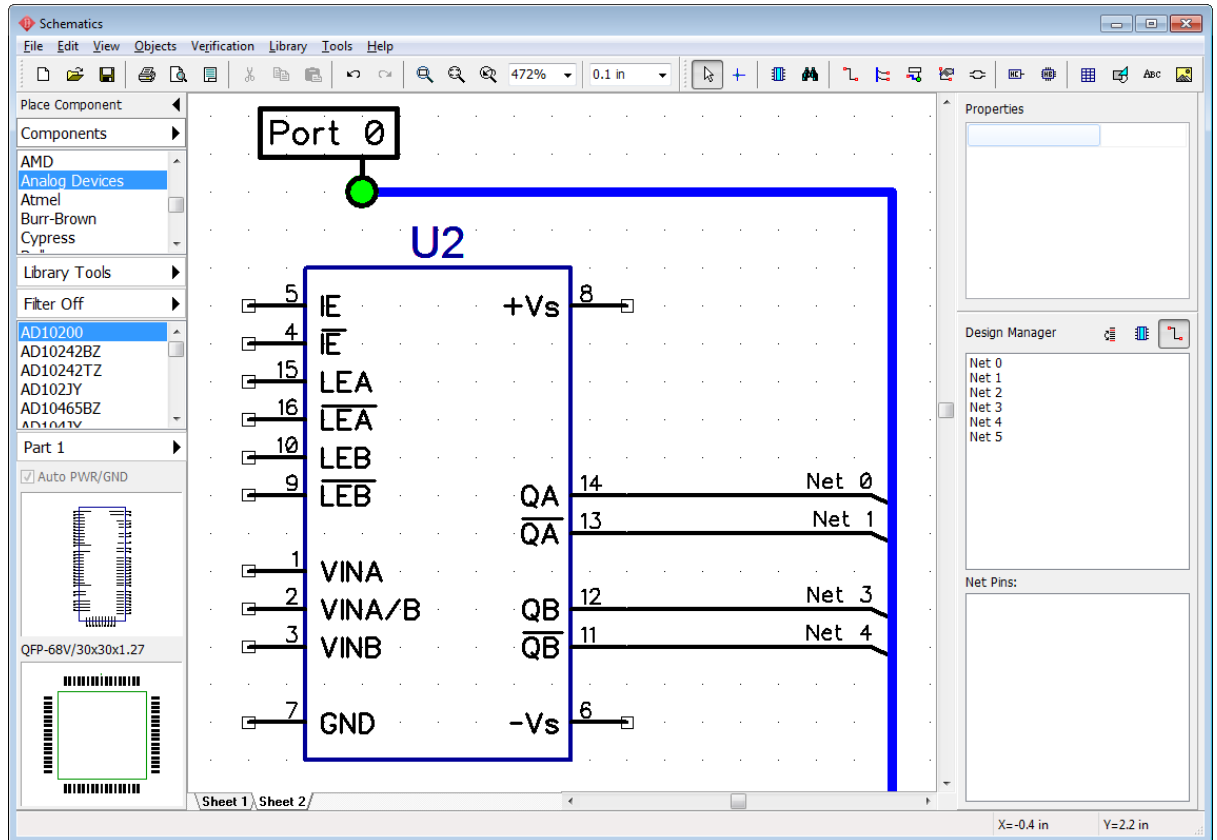 Schematics
File Edit View Objects Verification Library Tools Help
472% 0.1 in ABC
Place Component
Components
AMD
Analog Devices
Atmel
Burr-Brown
Cypress
Library Tools
Filter Off
AD10200
AD10242BZ
AD10242TZ
AD102JY
AD10465BZ
AD104JY
Part 1
Auto PWR/GND
QFP-68V/30x30x1.27
Port 0
U2
5 IE +Vs 8
4 IE
15 LEA
16 LEA
10 LEB
9 LEB QA 14 Net 0
QA 13 Net 1
1 VINA
2 VINA/B QB 12 Net 3
3 VINB QB 11 Net 4
7 GND -Vs 6
Sheet 1 Sheet 2
Properties
Design Manager
Net 0
Net 1
Net 2
Net 3
Net 4
Net 5
Net Pins:
X=-0.4 in Y=2.2 in